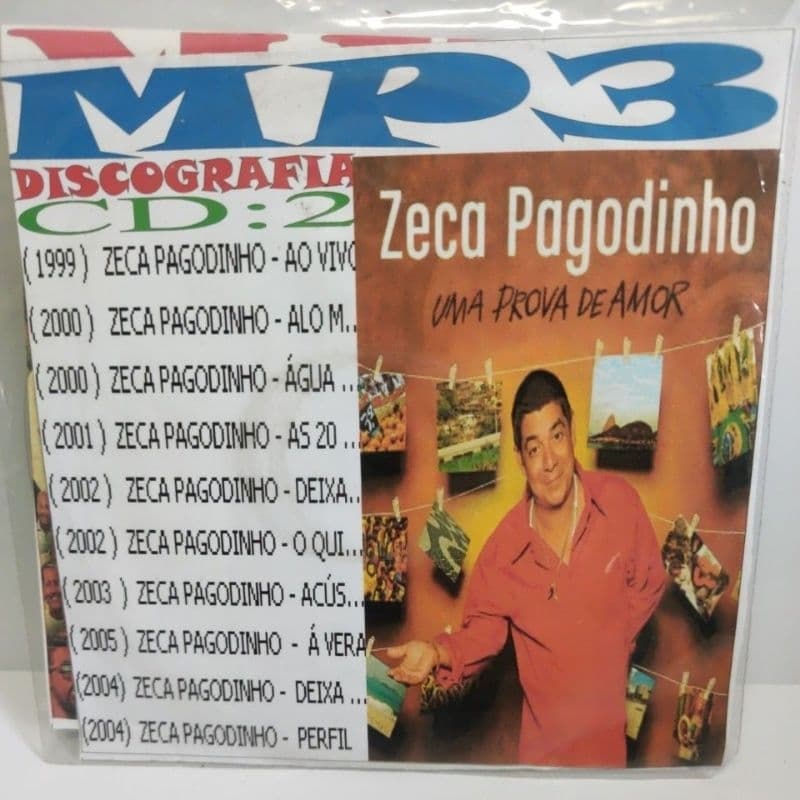 MP3
DISCOGRAFIA
CD:2
(1999) ZECA PAGODINHO - AO VIVO
(2000) ZECA PAGODINHO - ALO M...
(2000) ZECA PAGODINHO - ÁGUA ...
(2001) ZECA PAGODINHO - AS 20 ...
(2002) ZECA PAGODINHO - DEIXA...
(2002) ZECA PAGODINHO - O QUI...
(2003) ZECA PAGODINHO - ACÚS...
(2005) ZECA PAGODINHO - Á VERA
(2004) ZECA PAGODINHO - DEIXA ...
(2004) ZECA PAGODINHO - PERFIL
Zeca Pagodinho
UMA PROVA DE AMOR